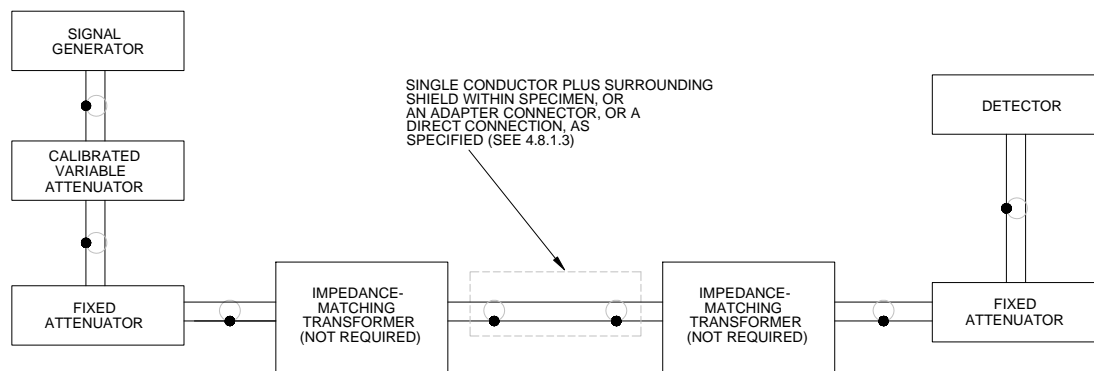 SIGNAL
GENERATOR
CALIBRATED
VARIABLE
ATTENUATOR
FIXED
ATTENUATOR
IMPEDANCE-
MATCHING
TRANSFORMER
(NOT REQUIRED)
SINGLE CONDUCTOR PLUS SURROUNDING
SHIELD WITHIN SPECIMEN, OR
AN ADAPTER CONNECTOR, OR A
DIRECT CONNECTION, AS
SPECIFIED (SEE 4.8.1.3)
IMPEDANCE-
MATCHING
TRANSFORMER
(NOT REQUIRED)
DETECTOR
FIXED
ATTENUATOR